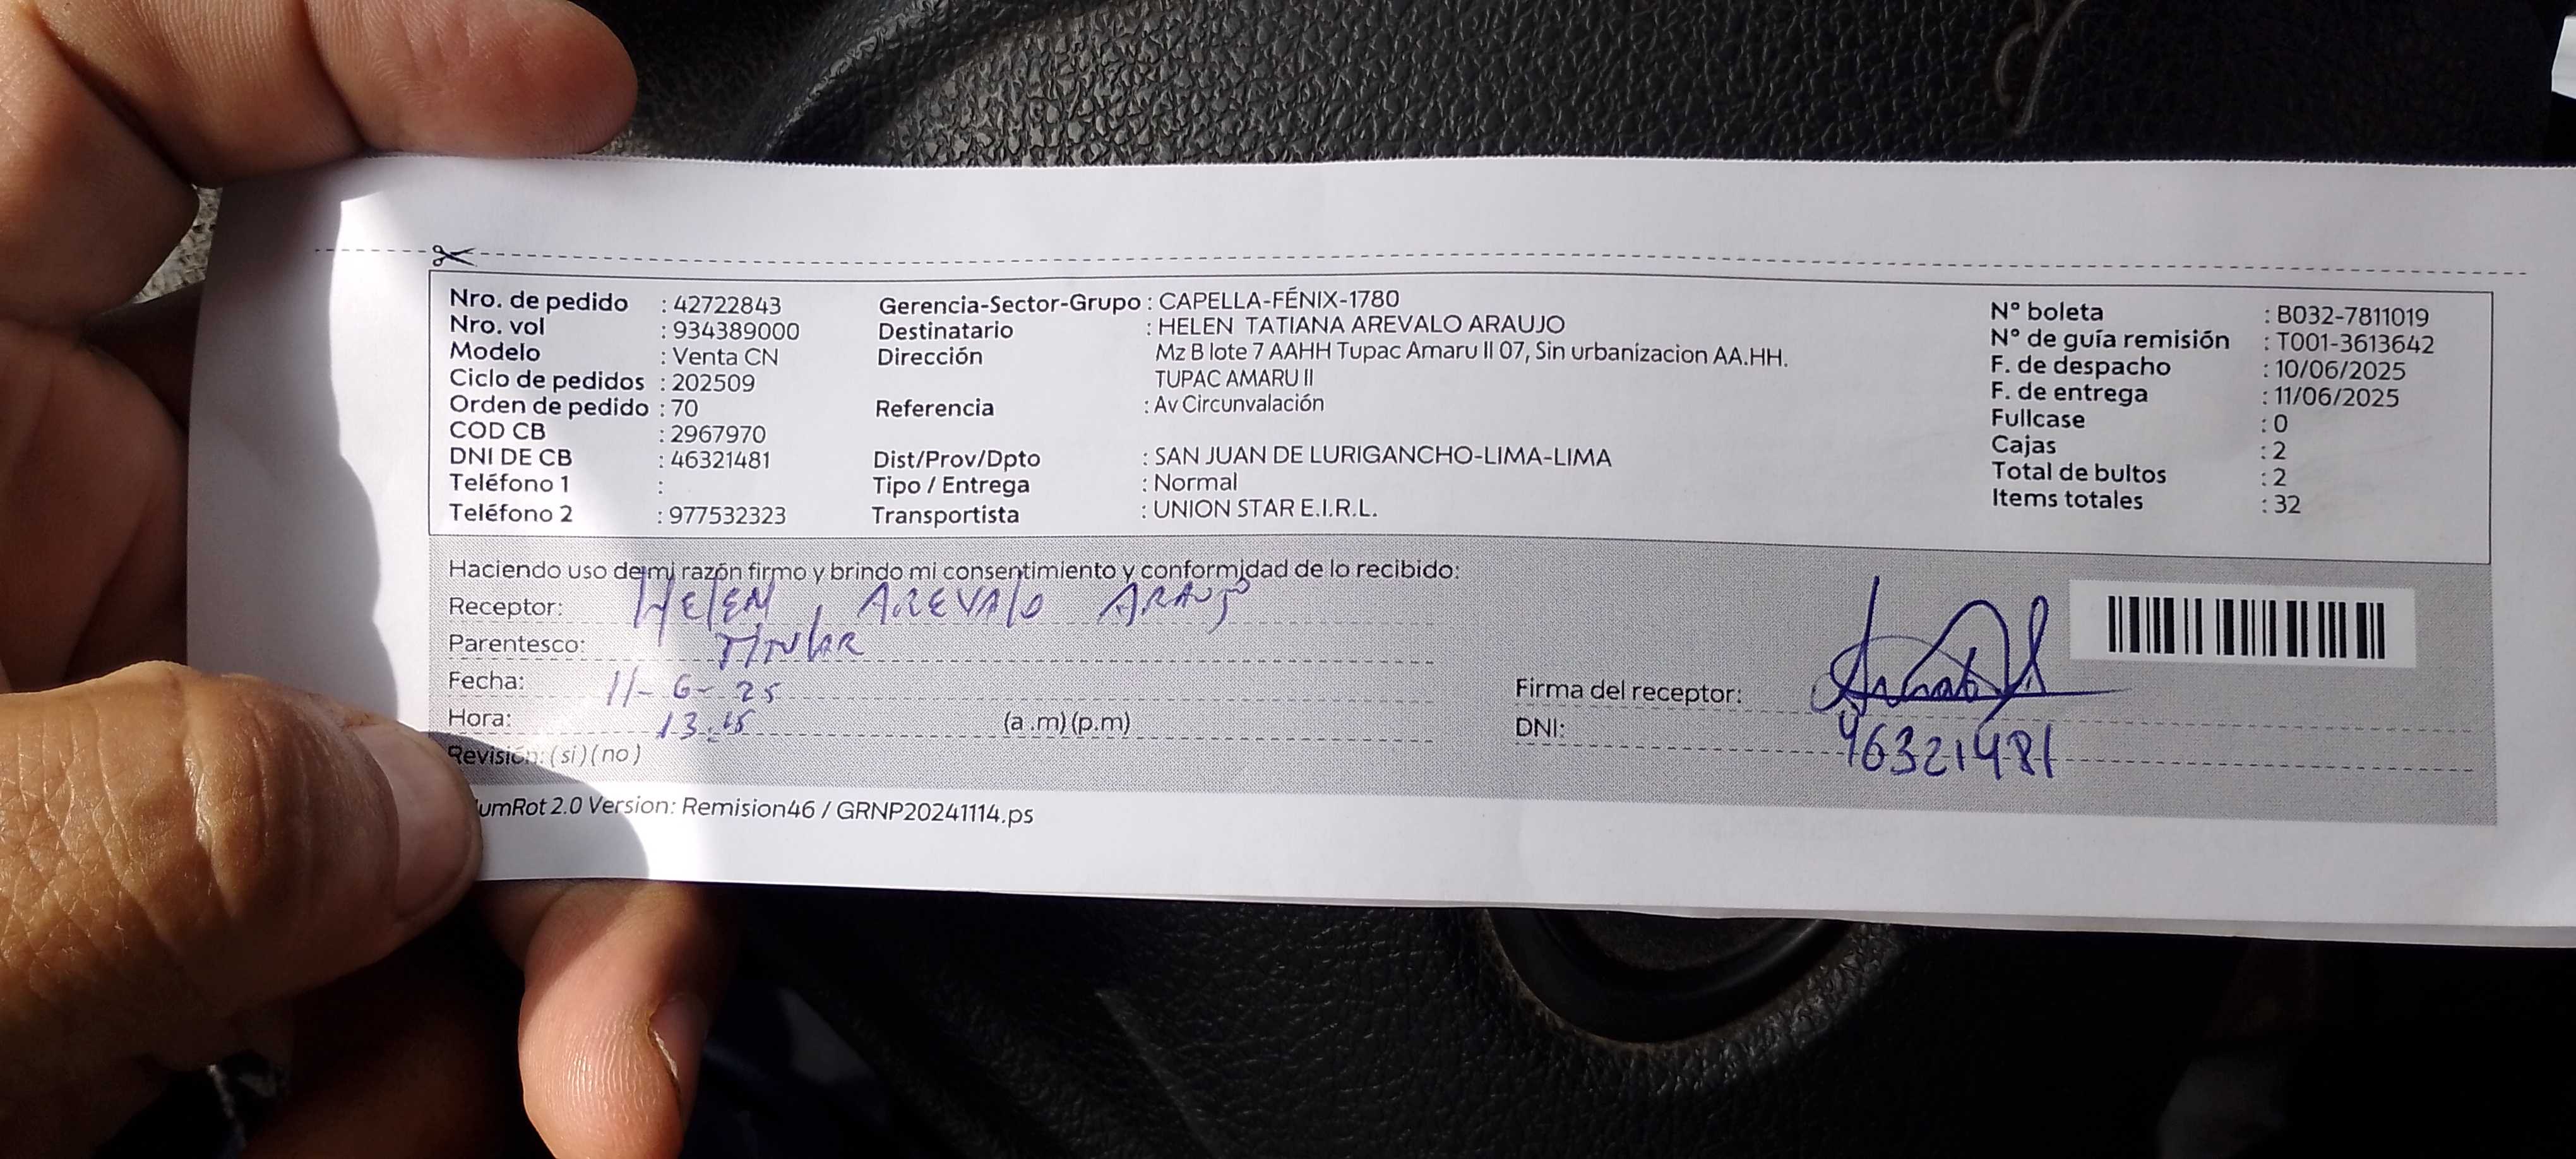 Nro. de pedido : 42722843
Nro. vol : 934389000
Modelo : Venta CN
Ciclo de pedidos : 202509
Orden de pedido : 70
COD CB : 2967970
DNI DE CB : 46321481
Teléfono 1 :
Teléfono 2 : 977532323
Gerencia-Sector-Grupo : CAPELLA-FÉNIX-1780
Destinatario : HELEN TATIANA AREVALO ARAUJO
Dirección Mz B lote 7 AAHH Tupac Amaru II 07, Sin urbanizacion AA.HH.
TUPAC AMARU II
Referencia : Av Circunvalación
Dist/Prov/Dpto : SAN JUAN DE LURIGANCHO-LIMA-LIMA
Tipo / Entrega : Normal
Transportista : UNION STAR E.I.R.L.
N° boleta : B032-7811019
N° de guía remisión : T001-3613642
F. de despacho : 10/06/2025
F. de entrega : 11/06/2025
Fullcase : 0
Cajas : 2
Total de bultos : 2
Items totales : 32
Haciendo uso de mi razón firmo y brindo mi consentimiento y conformidad de lo recibido:
Receptor: HELEN AREVALO ARAUJO
Parentesco: TITULAR
Fecha: 11-6-25
Hora: 13:15 (a .m) (p.m)
Revisión: (si) (no)
Firma del receptor:
DNI: 46321481
umRot 2.0 Version: Remision46 / GRNP20241114.ps